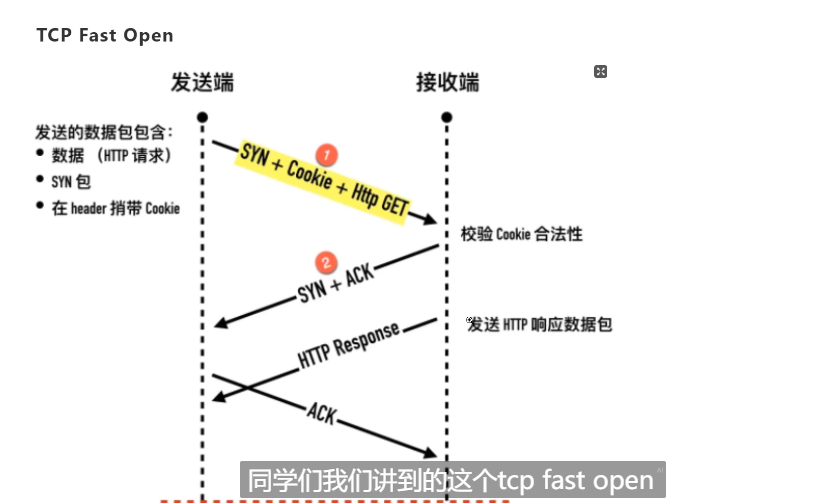 TCP Fast Open
发送端
接收端
发送的数据包包含：
• 数据 （HTTP 请求）
• SYN 包
• 在 header 捎带 Cookie
1
SYN + Cookie + Http GET
校验 Cookie 合法性
2
SYN + ACK
发送 HTTP 响应数据包
HTTP Response
ACK
同学们我们讲到的这个tcp fast open
AI